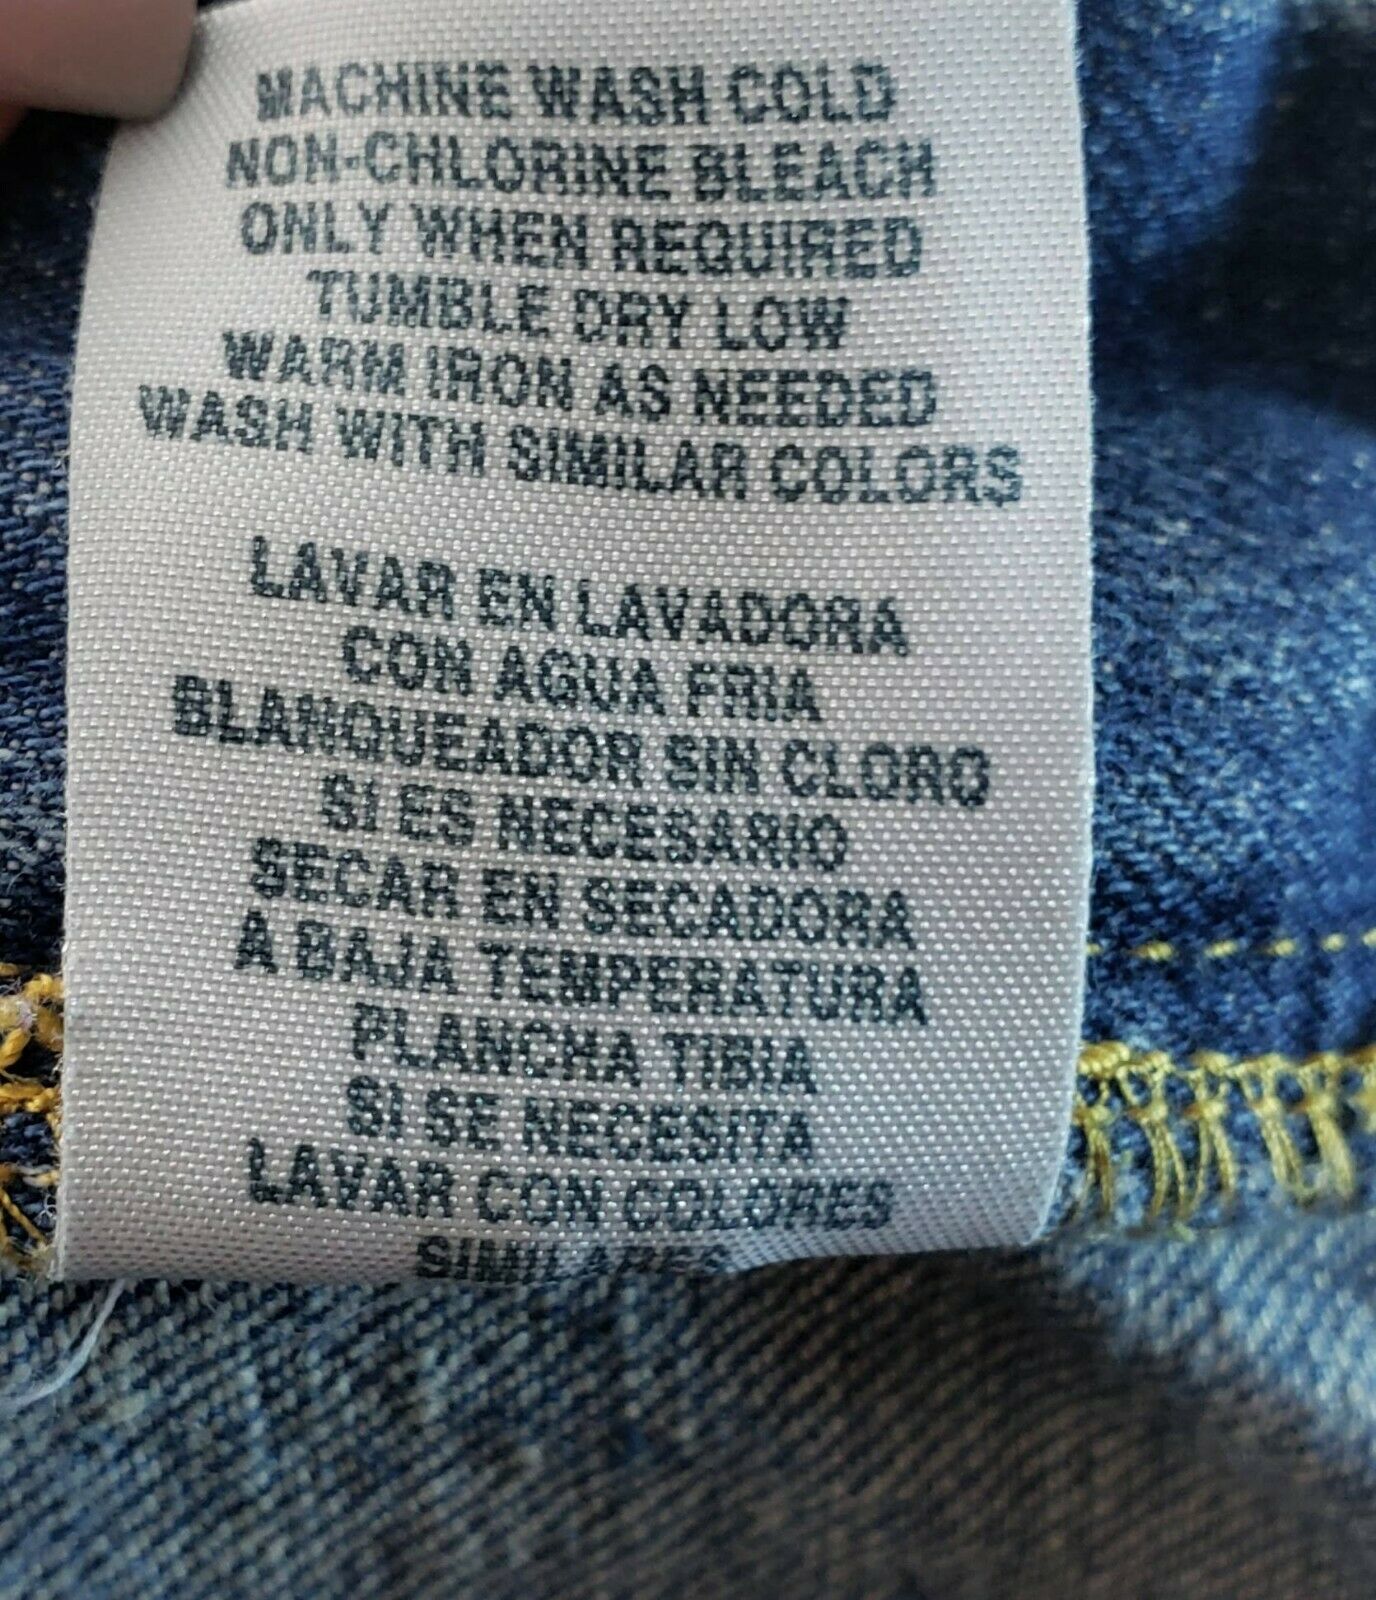 MACHINE WASH COLD
NON-CHLORINE BLEACH
ONLY WHEN REQUIRED
TUMBLE DRY LOW
WARM IRON AS NEEDED
WASH WITH SIMILAR COLORS
LAVAR EN LAVADORA
CON AGUA FRIA
BLANQUEADOR SIN CLORO
SI ES NECESARIO
SECAR EN SECADORA
A BAJA TEMPERATURA
PLANCHA TIBIA
SI SE NECESITA
LAVAR CON COLORES
SIMILARES